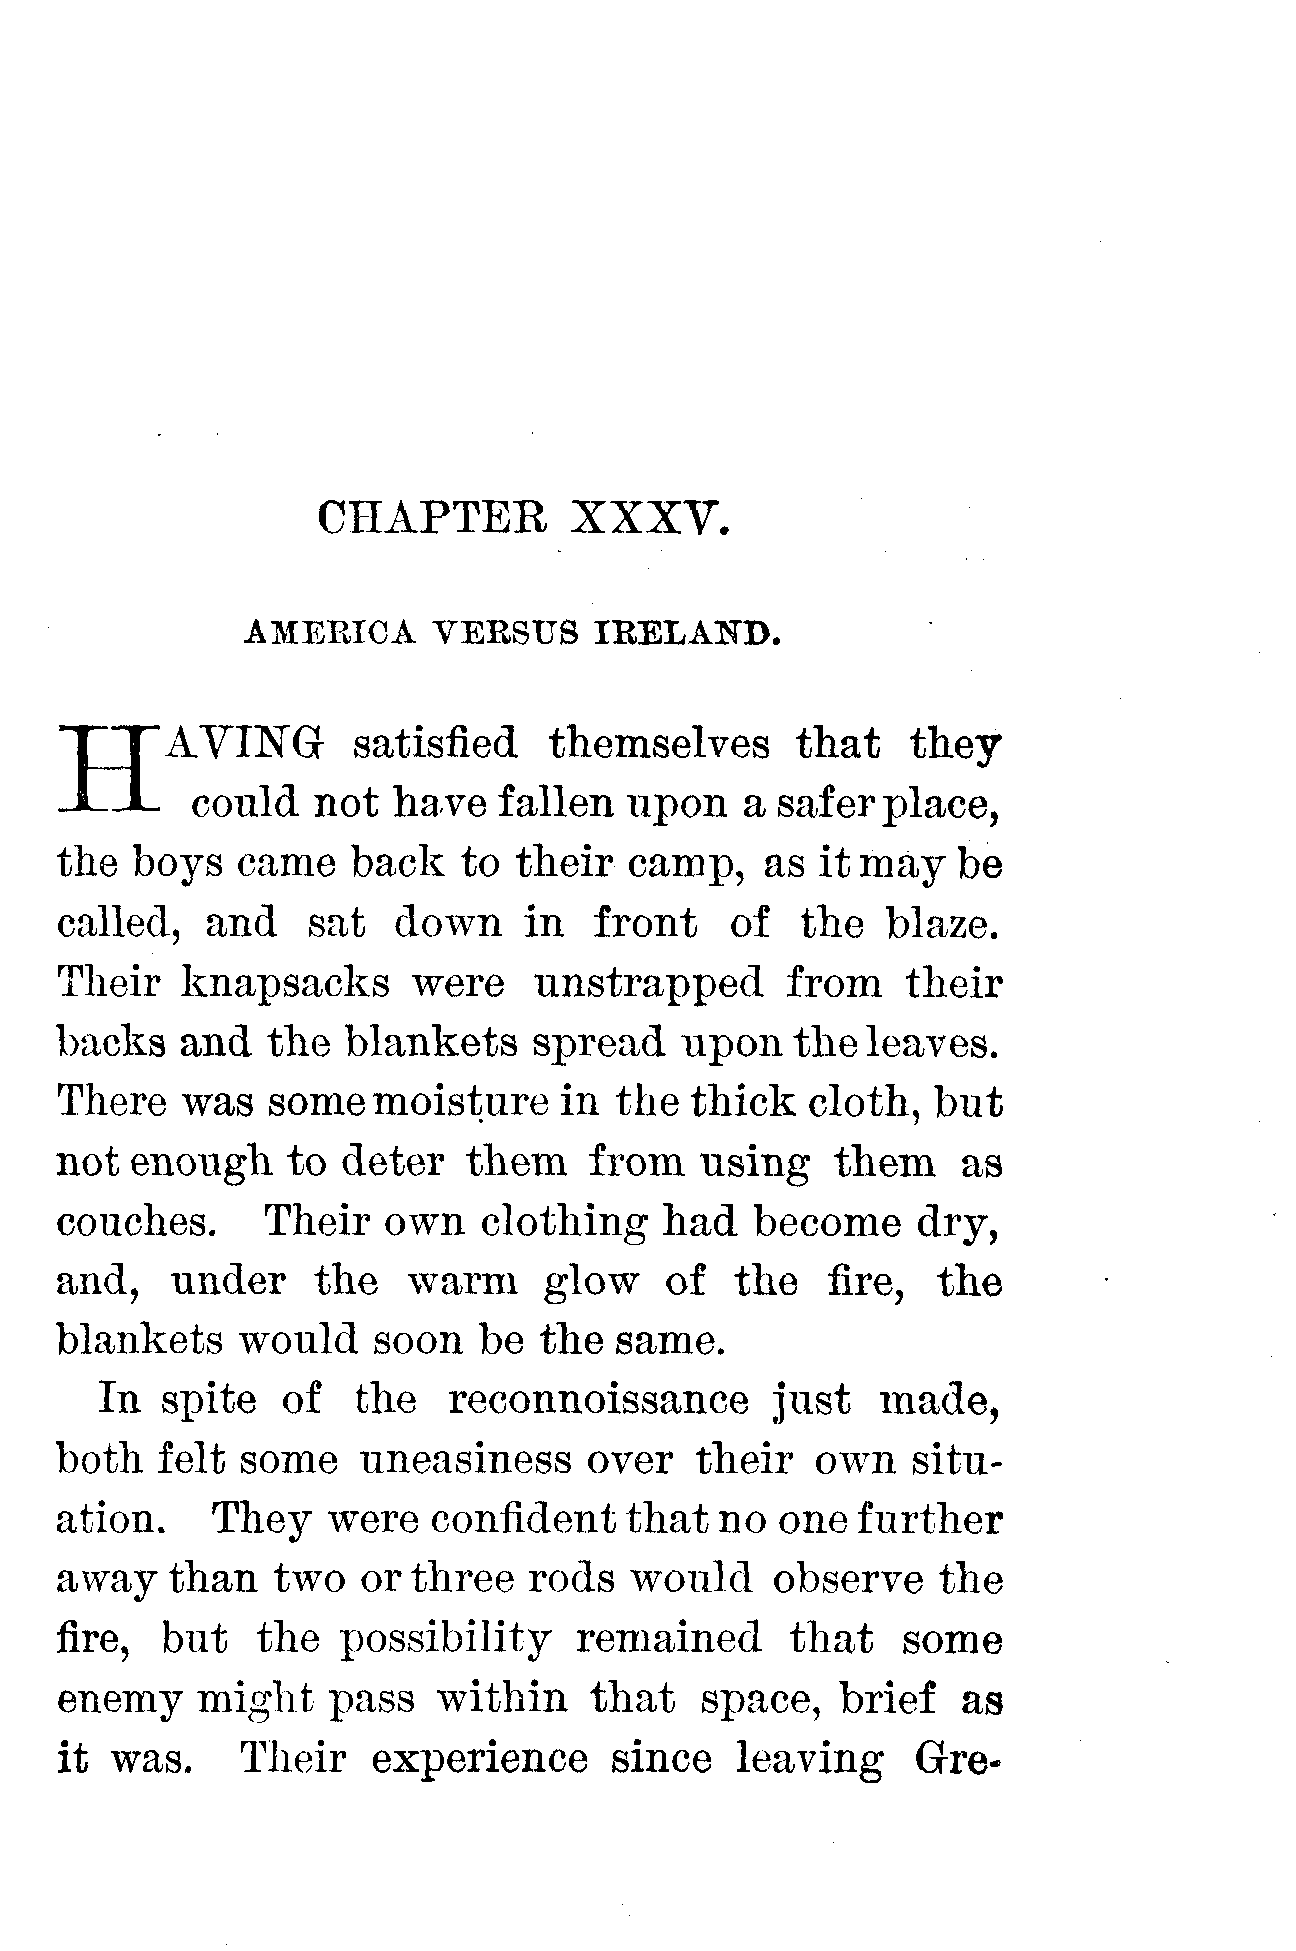 CHAPTER XXXV.
AMERICA VERSUS IRELAND.
HAVING satisfied themselves that they
could not have fallen upon a safer place,
the boys came back to their camp, as it may be
called, and sat down in front of the blaze.
Their knapsacks were unstrapped from their
backs and the blankets spread upon the leaves.
There was some moisture in the thick cloth, but
not enough to deter them from using them as
couches. Their own clothing had become dry,
and, under the warm glow of the fire, the
blankets would soon be the same.
In spite of the reconnoissance just made,
both felt some uneasiness over their own situ-
ation. They were confident that no one further
away than two or three rods would observe the
fire, but the possibility remained that some
enemy might pass within that space, brief as
it was. Their experience since leaving Gre-